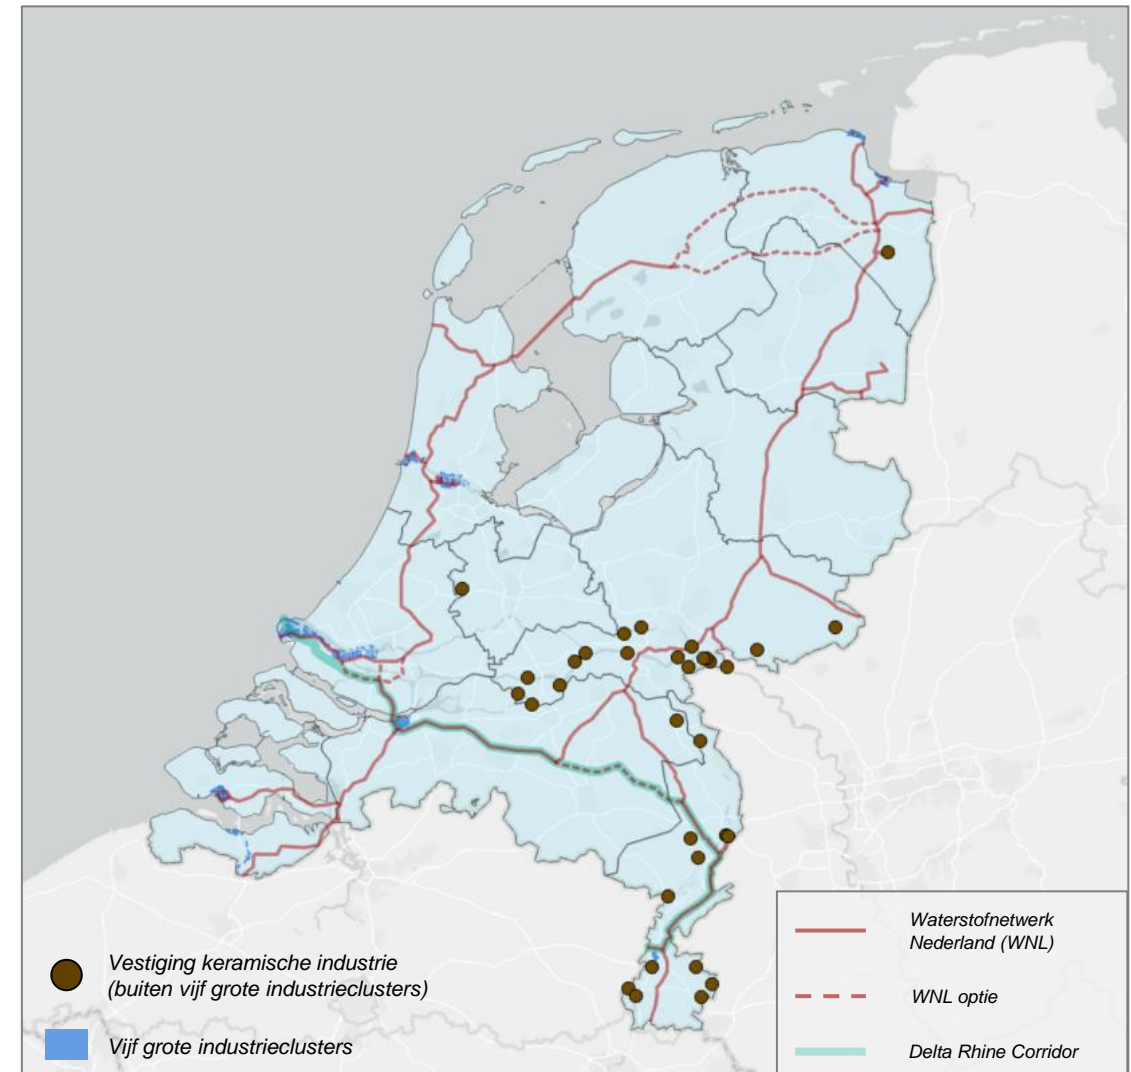 Vestiging keramische industrie
(buiten vijf grote industrieclusters)
Vijf grote industrieclusters
Waterstofnetwerk
Nederland (WNL)
WNL optie
Delta Rhine Corridor